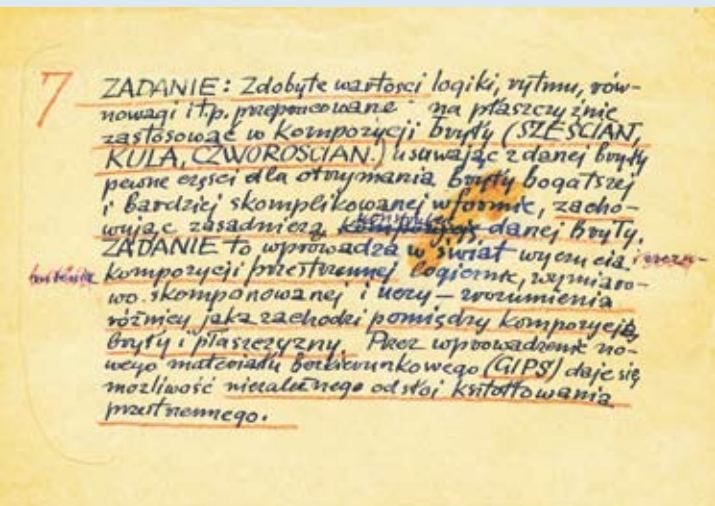 7 ZADANIE: Zdobyte wartości logiki, rytmu, rów-
nowagi i t.p. przepracowane na płaszczyźnie
zastosować w kompozycji bryły (SZEŚCIAN,
KULA, CZWOROŚCIAN.) usuwając z danej bryły
pewne części dla otrzymania bryły bogatszej
i bardziej skomplikowanej w formie, zacho-
wując zasadniczą konstrukcję danej bryły.
ZADANIE to wprowadza w świat wyczucia
kompozycji przestrzennej logicznie, wymiaro-
wo skomponowanej i uczy – zrozumienia
różnicy jaka zachodzi pomiędzy kompozycją
bryły i płaszczyzny. Przez wprowadzenie no-
wego materiału bezkierunkowego (GIPS) daje się
możliwość niezależnego od słoi kształtowania
przestrzennego.